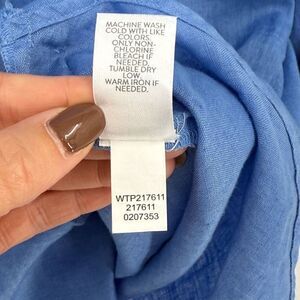 MACHINE WASH
COLD WITH LIKE
COLORS.
ONLY NON-
CHLORINE
BLEACH IF
NEEDED.
TUMBLE DRY
LOW.
WARM IRON IF
NEEDED.
WTP217611
217611
0207353